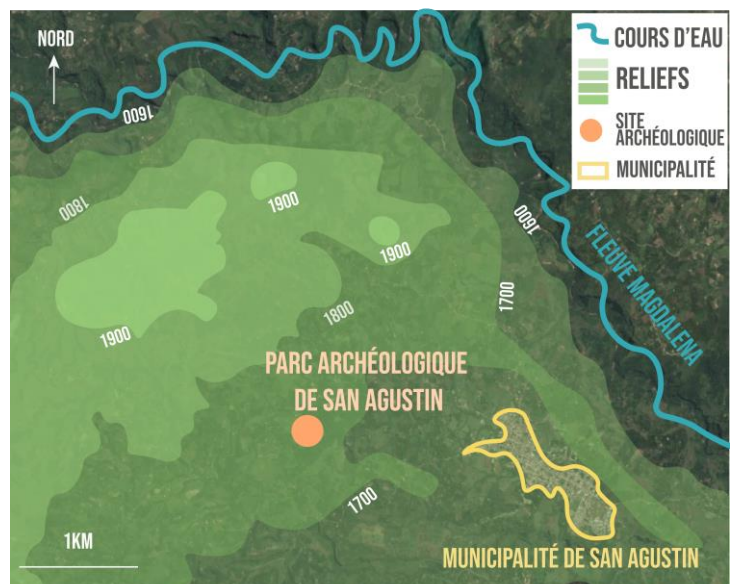 NORD
COURS D'EAU
RELIEFS
SITE
ARCHÉOLOGIQUE
MUNICIPALITÉ
1600
1800
1900
1900
1900
1800
1600
1700
FLEUVE MAGDALENA
PARC ARCHÉOLOGIQUE
DE SAN AGUSTIN
1700
1KM
MUNICIPALITÉ DE SAN AGUSTIN